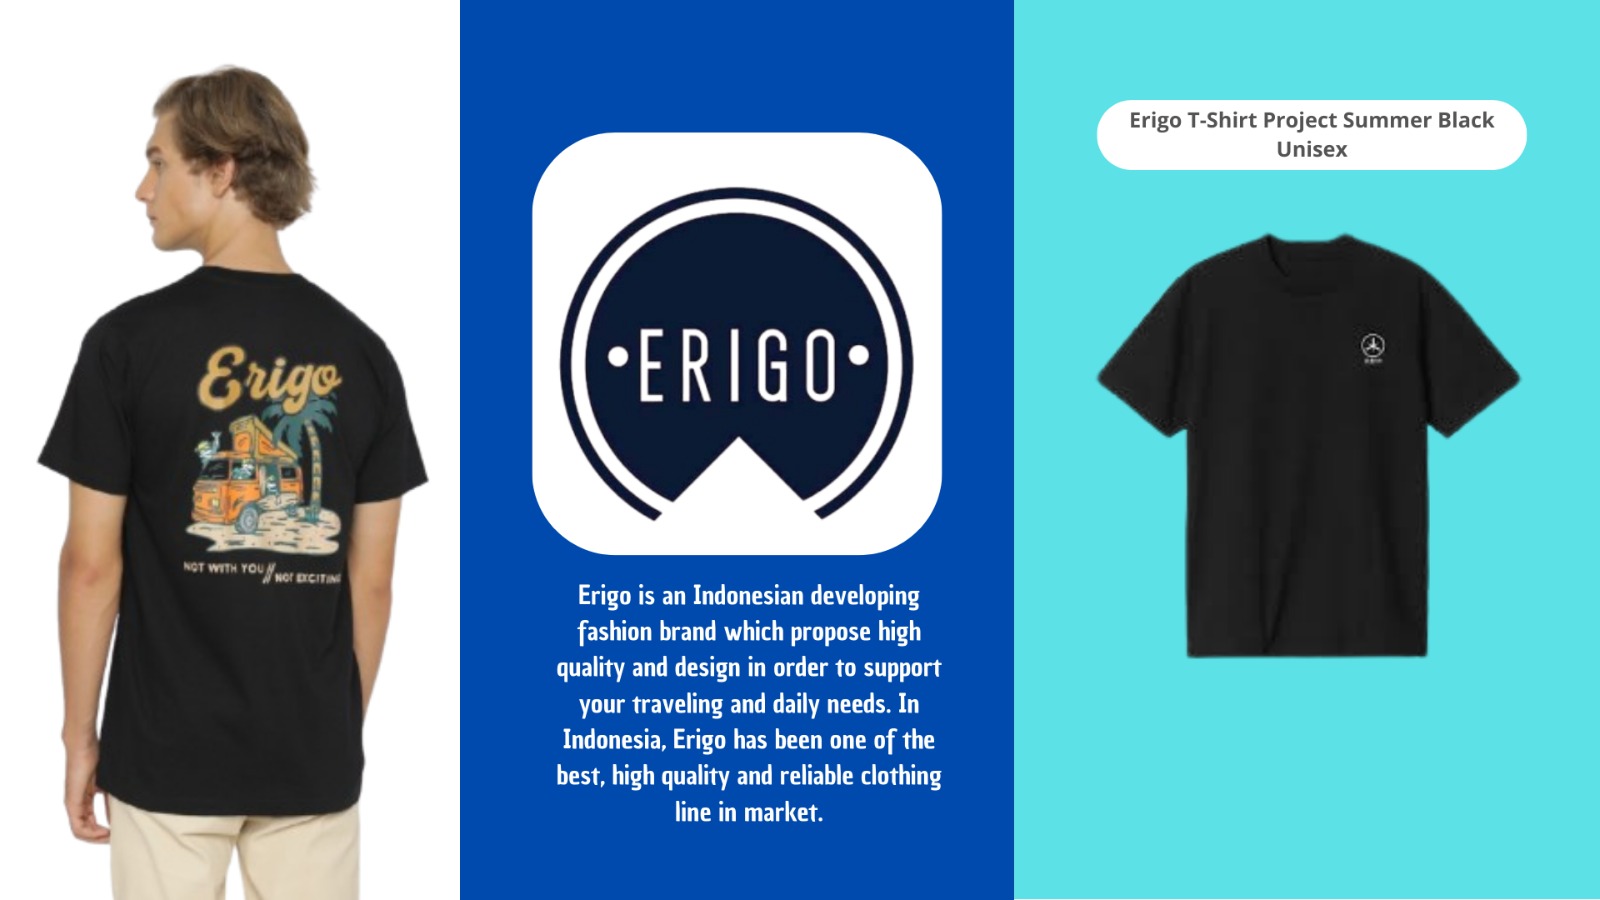 Erigo
NOT WITH YOU // NOT EXCITING
ERIGO
Erigo is an Indonesian developing
fashion brand which propose high
quality and design in order to support
your traveling and daily needs. In
Indonesia, Erigo has been one of the
best, high quality and reliable clothing
line in market.
Erigo T-Shirt Project Summer Black
Unisex